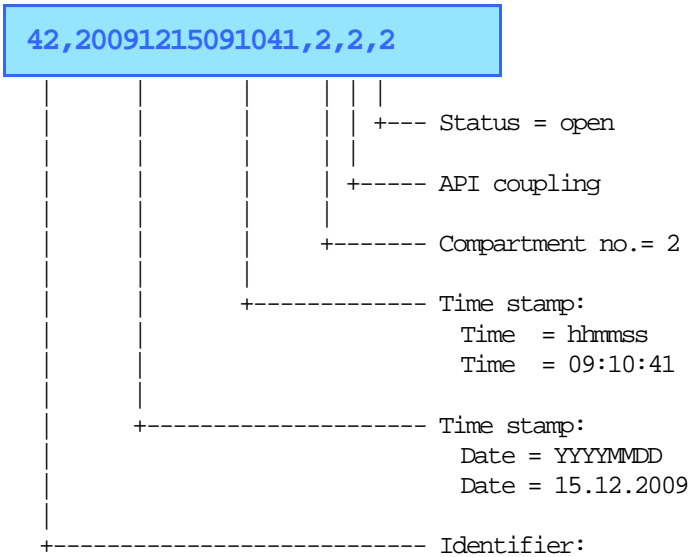 42,20091215091041,2,2,2
| | | | | |
| | | | | +--- Status = open
| | | | |
| | | | +----- API coupling
| | | |
| | | +------- Compartment no.= 2
| | |
| | +------------- Time stamp:
| | Time = hhmmss
| | Time = 09:10:41
| |
| +--------------------- Time stamp:
| Date = YYYYMMDD
| Date = 15.12.2009
|
+---------------------------- Identifier: